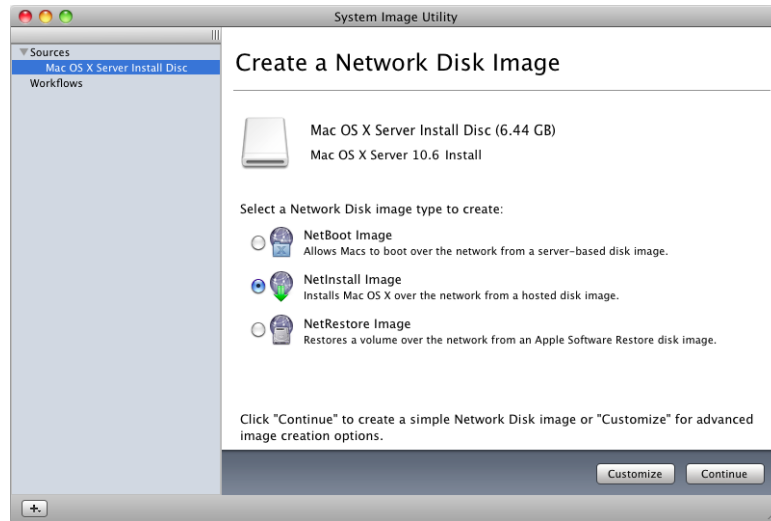 System Image Utility
Sources
Mac OS X Server Install Disc
Workflows
Create a Network Disk Image
Mac OS X Server Install Disc (6.44 GB)
Mac OS X Server 10.6 Install
Select a Network Disk image type to create:
NetBoot Image
Allows Macs to boot over the network from a server-based disk image.
NetInstall Image
Installs Mac OS X over the network from a hosted disk image.
NetRestore Image
Restores a volume over the network from an Apple Software Restore disk image.
Click "Continue" to create a simple Network Disk image or "Customize" for advanced
image creation options.
Customize
Continue